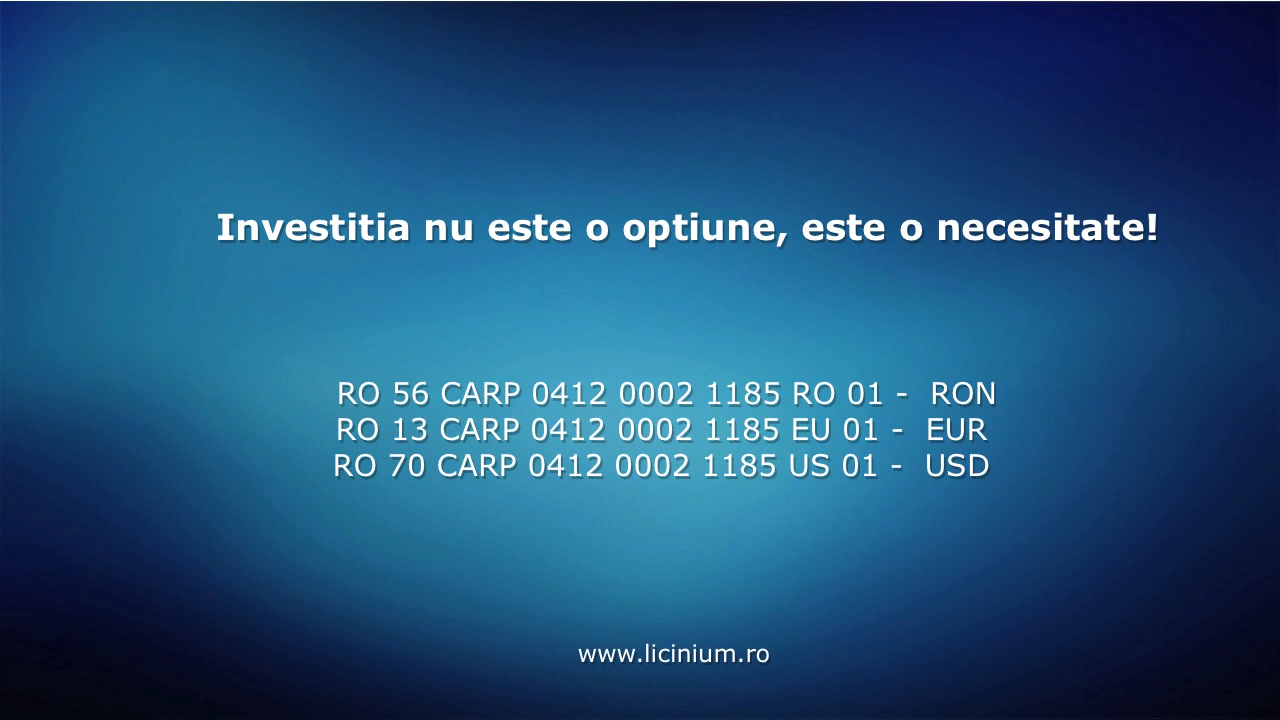 Investitia nu este o optiune, este o necesitate!
RO 56 CARP 0412 0002 1185 RO 01 - RON
RO 13 CARP 0412 0002 1185 EU 01 - EUR
RO 70 CARP 0412 0002 1185 US 01 - USD
www.licinium.ro